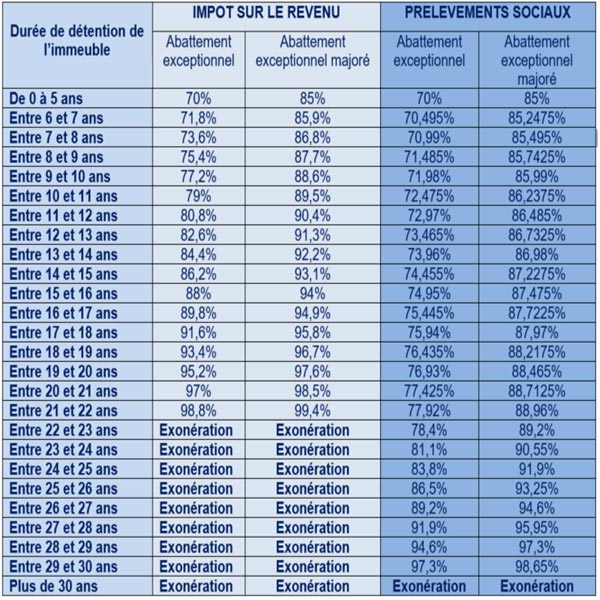 Durée de détention de l'immeuble | IMPOT SUR LE REVENU | PRELEVEMENTS SOCIAUX
Abattement exceptionnel | Abattement exceptionnel majoré | Abattement exceptionnel | Abattement exceptionnel majoré
De 0 à 5 ans | 70% | 85% | 70% | 85%
Entre 6 et 7 ans | 71,8% | 85,9% | 70,495% | 85,2475%
Entre 7 et 8 ans | 73,6% | 86,8% | 70,99% | 85,495%
Entre 8 et 9 ans | 75,4% | 87,7% | 71,485% | 85,7425%
Entre 9 et 10 ans | 77,2% | 88,6% | 71,98% | 85,99%
Entre 10 et 11 ans | 79% | 89,5% | 72,475% | 86,2375%
Entre 11 et 12 ans | 80,8% | 90,4% | 72,97% | 86,485%
Entre 12 et 13 ans | 82,6% | 91,3% | 73,465% | 86,7325%
Entre 13 et 14 ans | 84,4% | 92,2% | 73,96% | 86,98%
Entre 14 et 15 ans | 86,2% | 93,1% | 74,455% | 87,2275%
Entre 15 et 16 ans | 88% | 94% | 74,95% | 87,475%
Entre 16 et 17 ans | 89,8% | 94,9% | 75,445% | 87,7225%
Entre 17 et 18 ans | 91,6% | 95,8% | 75,94% | 87,97%
Entre 18 et 19 ans | 93,4% | 96,7% | 76,435% | 88,2175%
Entre 19 et 20 ans | 95,2% | 97,6% | 76,93% | 88,465%
Entre 20 et 21 ans | 97% | 98,5% | 77,425% | 88,7125%
Entre 21 et 22 ans | 98,8% | 99,4% | 77,92% | 88,96%
Entre 22 et 23 ans | Exonération | Exonération | 78,4% | 89,2%
Entre 23 et 24 ans | Exonération | Exonération | 81,1% | 90,55%
Entre 24 et 25 ans | Exonération | Exonération | 83,8% | 91,9%
Entre 25 et 26 ans | Exonération | Exonération | 86,5% | 93,25%
Entre 26 et 27 ans | Exonération | Exonération | 89,2% | 94,6%
Entre 27 et 28 ans | Exonération | Exonération | 91,9% | 95,95%
Entre 28 et 29 ans | Exonération | Exonération | 94,6% | 97,3%
Entre 29 et 30 ans | Exonération | Exonération | 97,3% | 98,65%
Plus de 30 ans | Exonération | Exonération | Exonération | Exonération